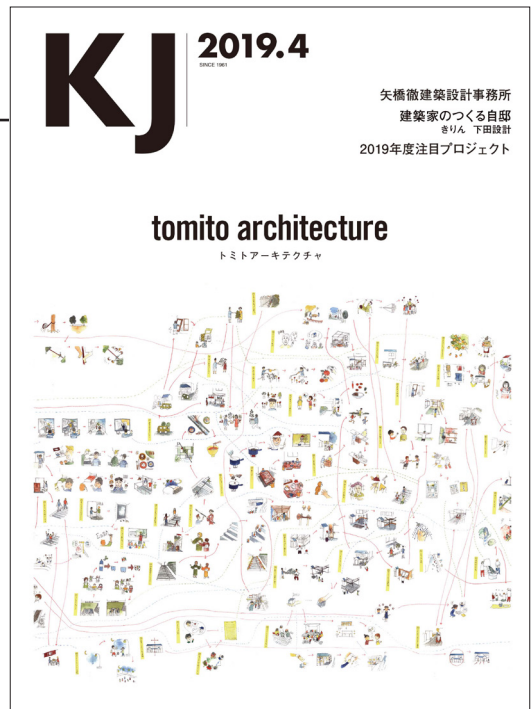 KJ
2019.4
SINCE 1961
矢橋徹建築設計事務所
建築家のつくる自邸
きりん 下田設計
2019年度注目プロジェクト
tomito architecture
トミトアーキテクチャ